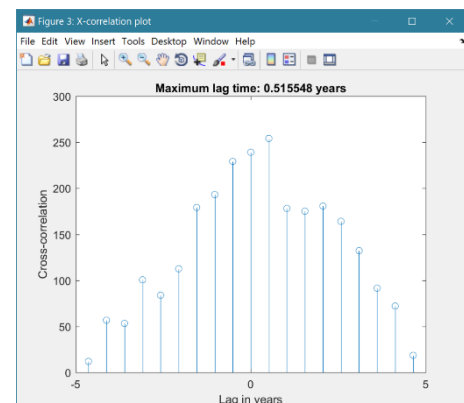 Figure 3: X-correlation plot
File Edit View Insert Tools Desktop Window Help
Maximum lag time: 0.515548 years
300
250
200
150
100
50
0
Cross-correlation
-5 0 5
Lag in years